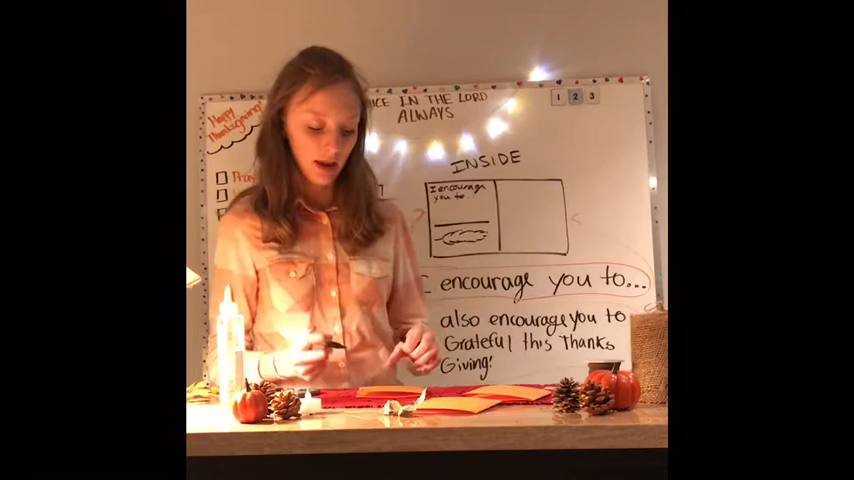 Happy
Thanksgiving!
IN THE LORD
ALWAYS
1 2 3
Pray
INSIDE
I encourage
you to...
encourage you to...
also encourage you to
Grateful this Thanks
Giving!